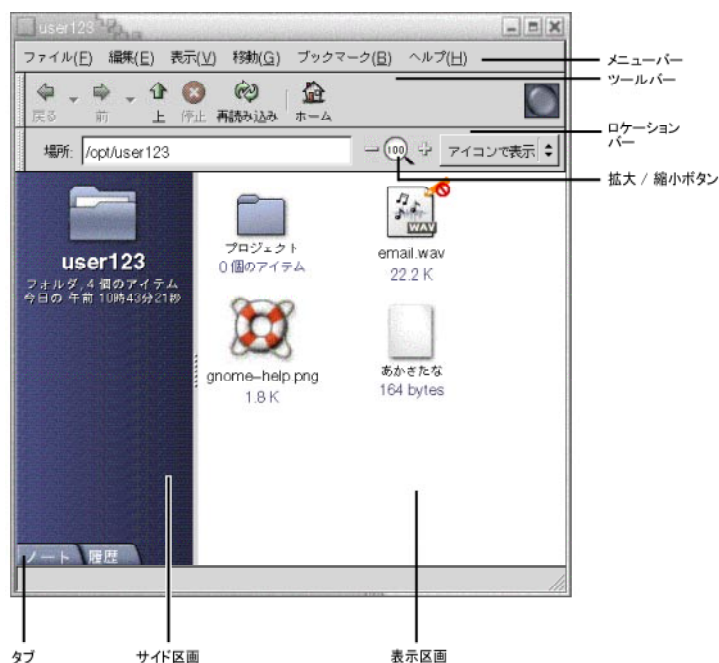 user123
ファイル(F) 編集(E) 表示(V) 移動(G) ブックマーク(B) ヘルプ(H)
メニューバー
ツールバー
戻る 前 上 停止 再読み込み ホーム
ロケーション
バー
場所: /opt/user123 100 アイコンで表示
拡大 / 縮小ボタン
user123
フォルダ, 4 個のアイテム
今日の 午前 10時43分21秒
プロジェクト
0 個のアイテム
WAV
email.wav
22.2 K
gnome-help.png
1.8 K
あかさたな
164 bytes
ノート 履歴
タブ サイド区画 表示区画